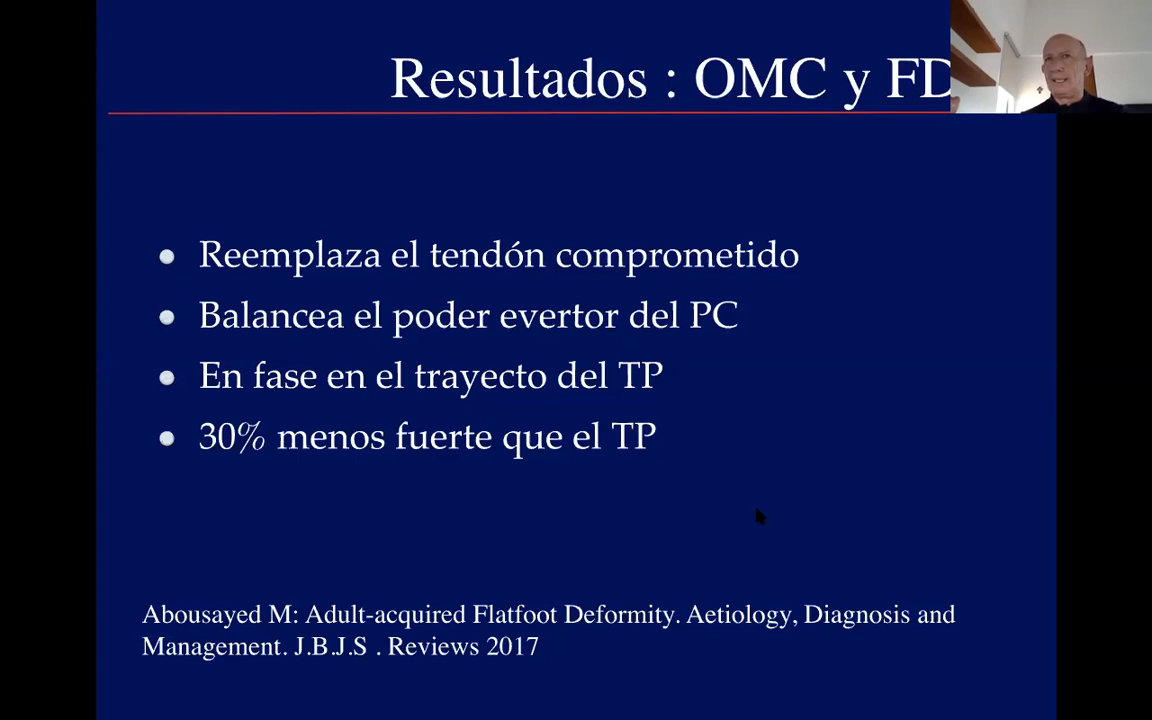 Resultados : OMC y FD
Reemplaza el tendón comprometido
Balancea el poder evertor del PC
En fase en el trayecto del TP
30% menos fuerte que el TP
Abousayed M: Adult-acquired Flatfoot Deformity. Aetiology, Diagnosis and
Management. J.B.J.S . Reviews 2017